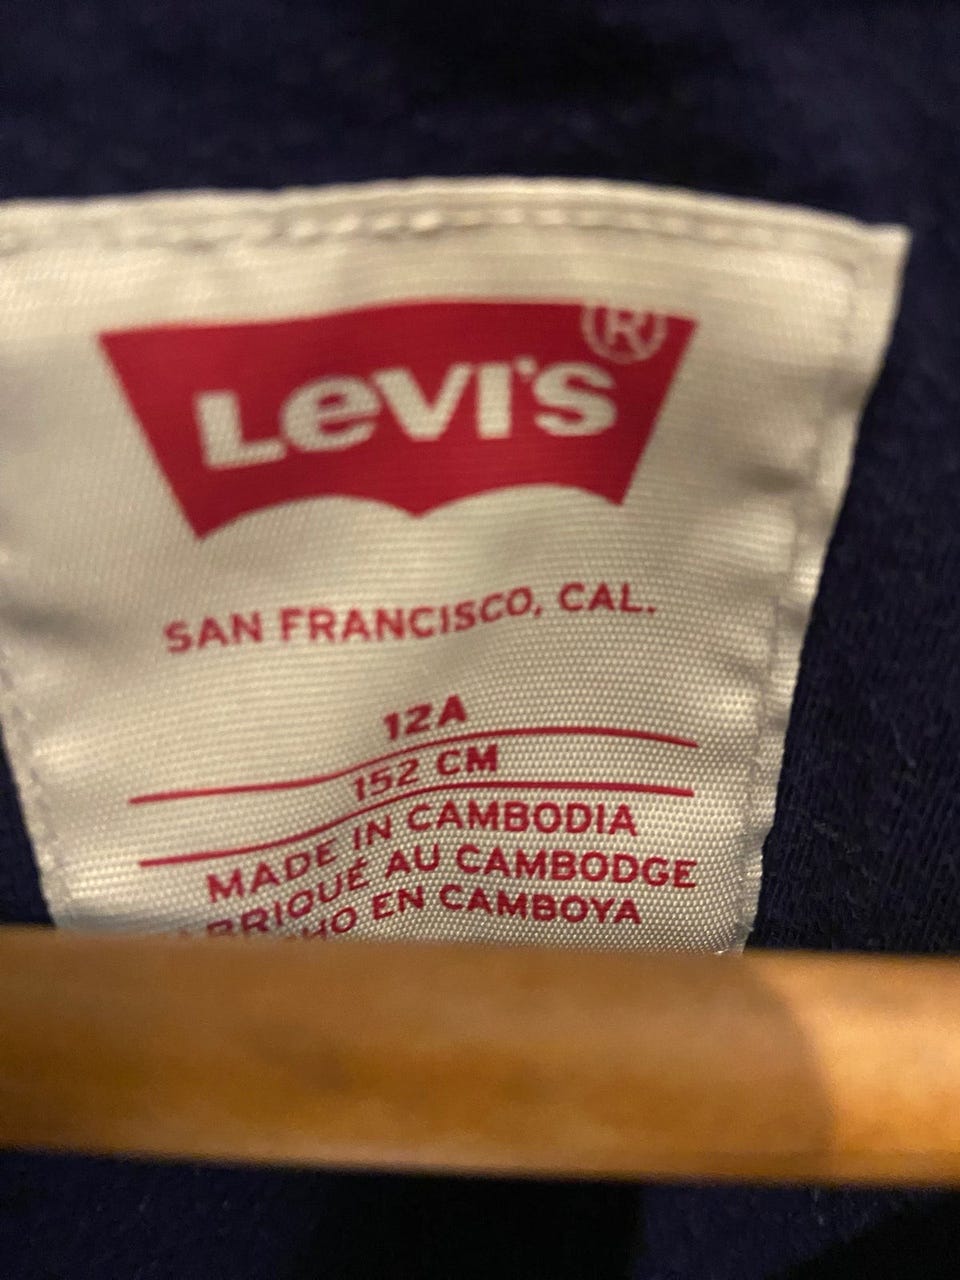 Levi's®
SAN FRANCISCO, CAL.
12A
152 CM
MADE IN CAMBODIA
AU CAMBODGE
EN CAMBOYA